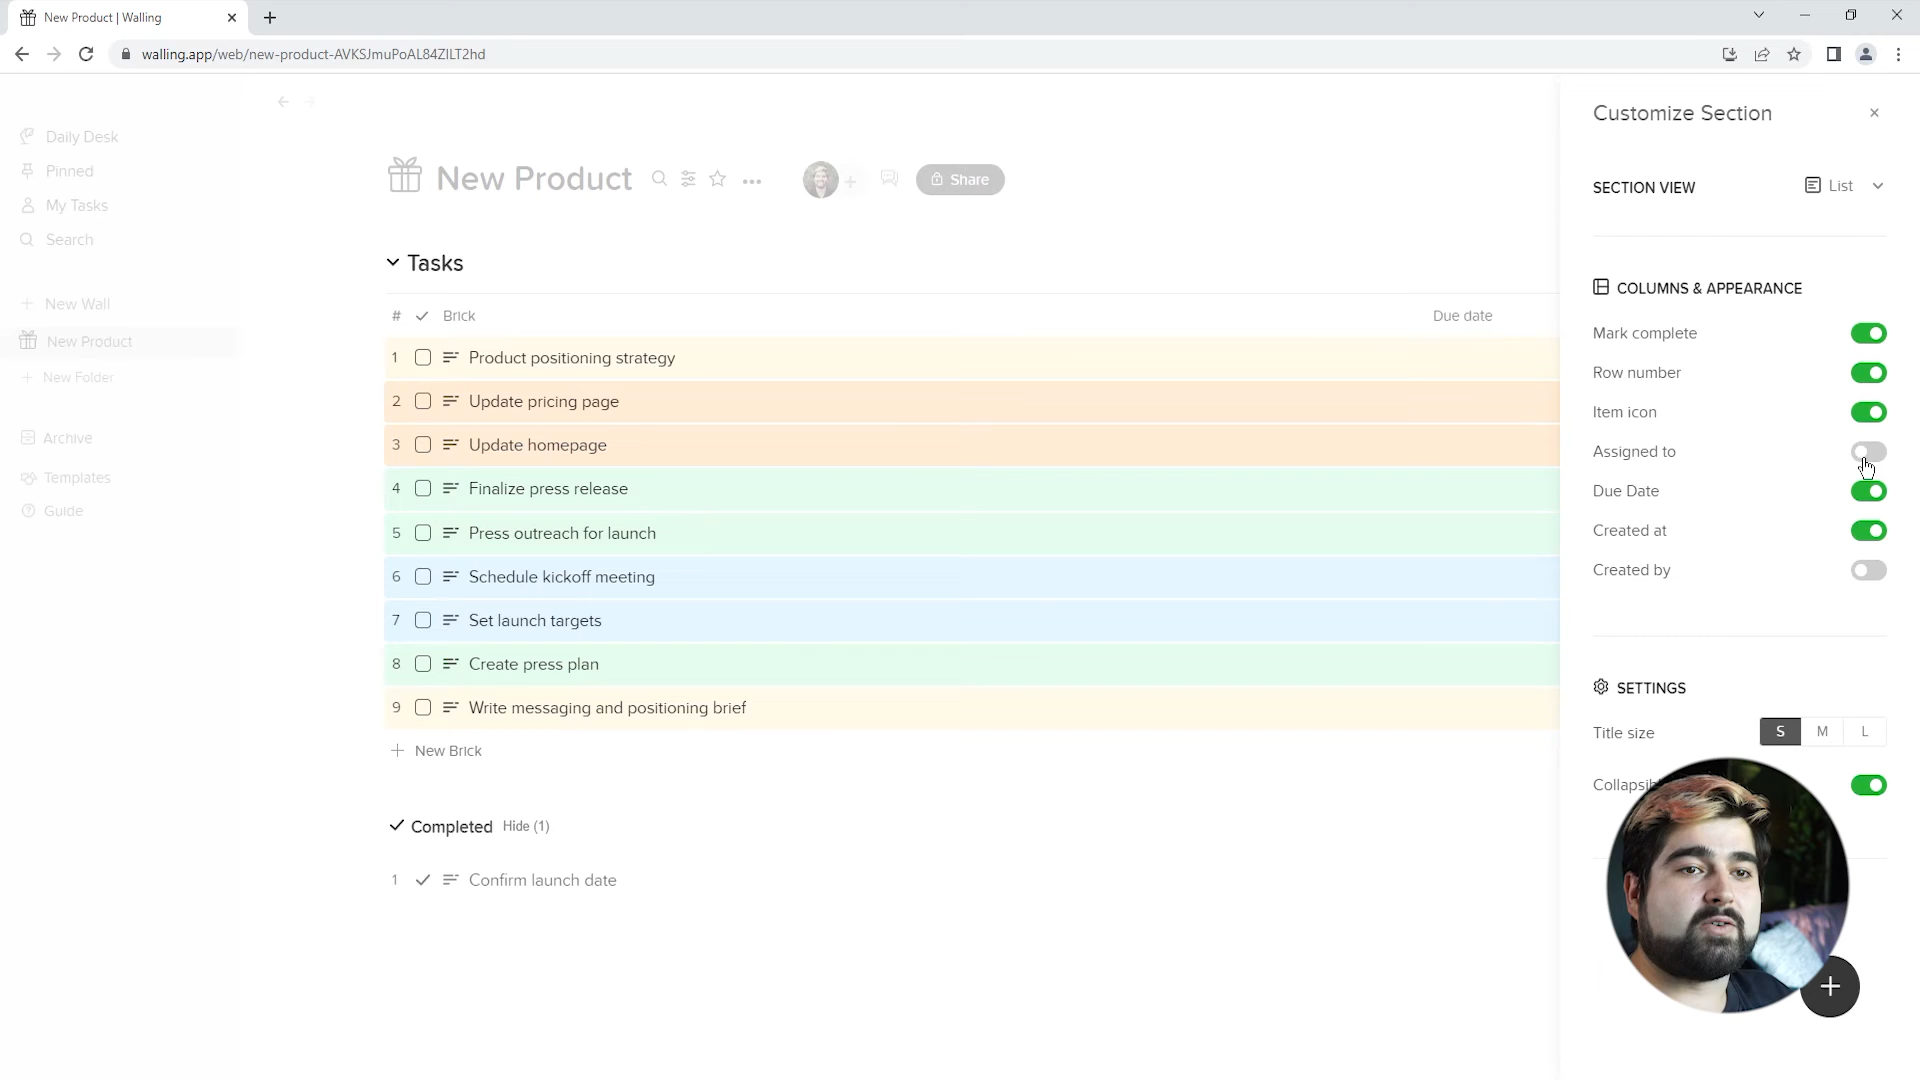 New Product | Walling
walling.app/web/new-product-AVKSJmuPoAL84ZILT2hd
Daily Desk
Pinned
My Tasks
Search
New Wall
New Product
New Folder
Archive
Templates
Guide
New Product
Share
Tasks
# Brick Due date
1 Product positioning strategy
2 Update pricing page
3 Update homepage
4 Finalize press release
5 Press outreach for launch
6 Schedule kickoff meeting
7 Set launch targets
8 Create press plan
9 Write messaging and positioning brief
New Brick
Completed Hide (1)
1 Confirm launch date
Customize Section
SECTION VIEW List
COLUMNS & APPEARANCE
Mark complete
Row number
Item icon
Assigned to
Due Date
Created at
Created by
SETTINGS
Title size S M L